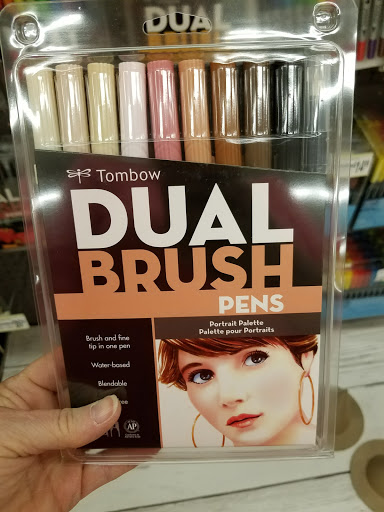 DUAL
Tombow
DUAL
BRUSH
PENS
Portrait Palette
Palette pour Portraits
Brush and fine
tip in one pen
Water-based
Blendable
AP